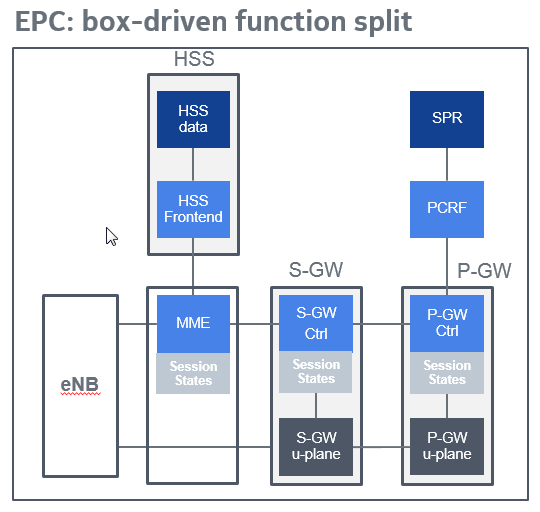 EPC: box-driven function split
HSS
HSS
data
SPR
HSS
Frontend
PCRF
S-GW
P-GW
MME
S-GW
Ctrl
P-GW
Ctrl
Session
States
Session
States
Session
States
eNB
S-GW
u-plane
P-GW
u-plane